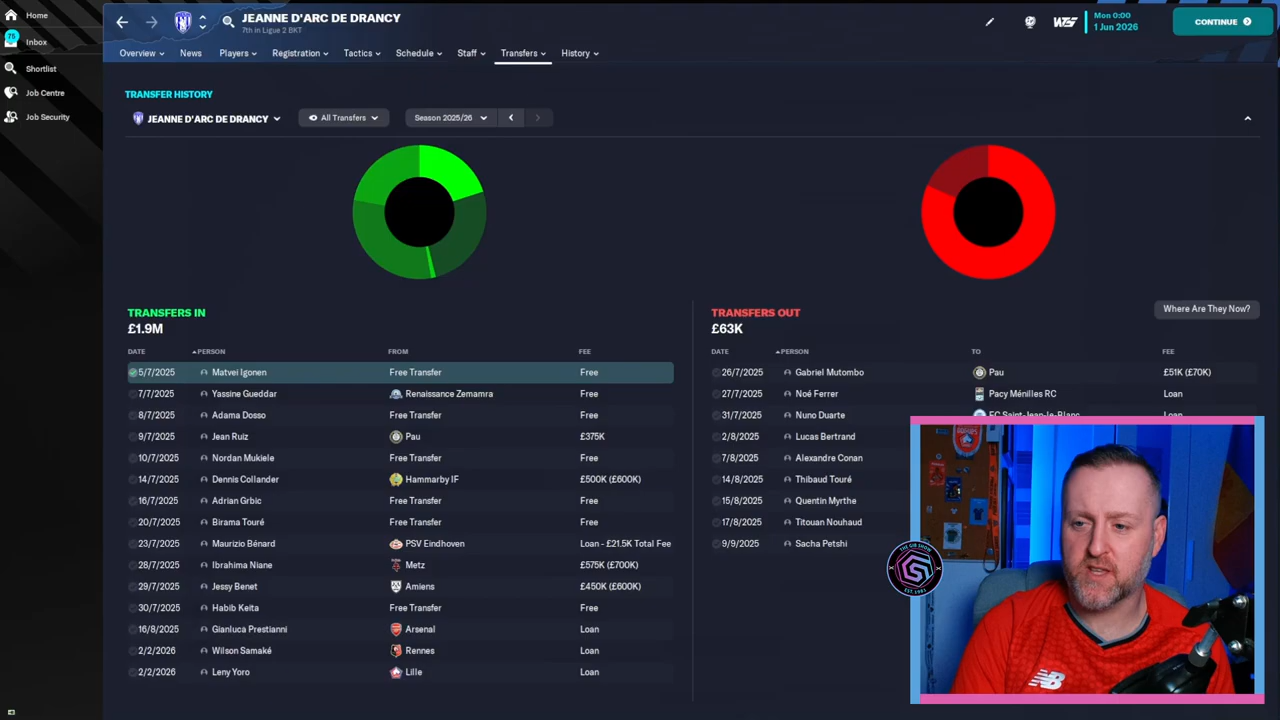 Home
75
Inbox
Shortlist
Job Centre
Job Security
JEANNE D'ARC DE DRANCY
7th in Ligue 2 BKT
Mon 0:00
1 Jun 2026
CONTINUE
Overview
News
Players
Registration
Tactics
Schedule
Staff
Transfers
History
TRANSFER HISTORY
JEANNE D'ARC DE DRANCY
All Transfers
Season 2025/26
TRANSFERS IN
£1.9M
DATE PERSON FROM FEE
5/7/2025 Matvei Igonen Free Transfer Free
7/7/2025 Yassine Gueddar Renaissance Zemamra Free
8/7/2025 Adama Dosso Free Transfer Free
9/7/2025 Jean Ruiz Pau £375K
10/7/2025 Nordan Mukiele Free Transfer Free
14/7/2025 Dennis Collander Hammarby IF £500K (£600K)
16/7/2025 Adrian Grbic Free Transfer Free
20/7/2025 Birama Touré Free Transfer Free
23/7/2025 Maurizio Bénard PSV Eindhoven Loan - £21.5K Total Fee
28/7/2025 Ibrahima Niane Metz £575K (£700K)
29/7/2025 Jessy Benet Amiens £450K (£600K)
30/7/2025 Habib Keita Free Transfer Free
16/8/2025 Gianluca Prestianni Arsenal Loan
2/2/2026 Wilson Samaké Rennes Loan
2/2/2026 Leny Yoro Lille Loan
TRANSFERS OUT
£63K
Where Are They Now?
DATE PERSON TO FEE
26/7/2025 Gabriel Mutombo Pau £51K (£70K)
27/7/2025 Noé Ferrer Pacy Ménilles RC Loan
31/7/2025 Nuno Duarte FC Saint-Jean-le-Blanc Loan
2/8/2025 Lucas Bertrand
7/8/2025 Alexandre Conan
14/8/2025 Thibaud Touré
15/8/2025 Quentin Myrthe
17/8/2025 Titouan Nouhaud
9/9/2025 Sacha Petshi
THE GIB SHOW
EST. 1981